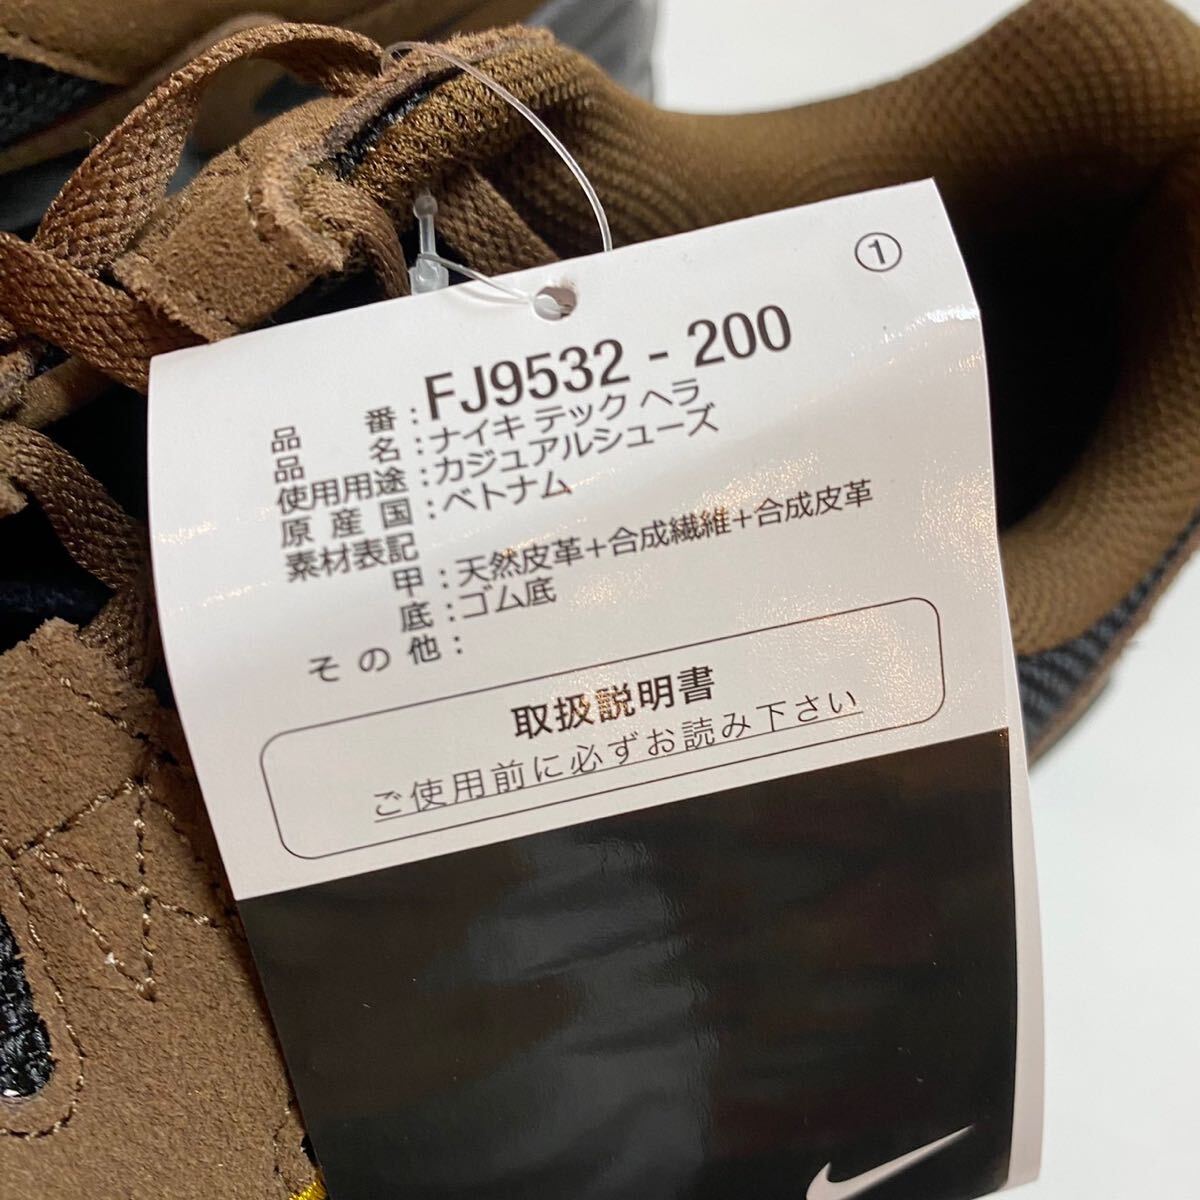 ①
品番：FJ9532 - 200
品名：ナイキ テック ヘラ
使用用途：カジュアルシューズ
原産国：ベトナム
素材表記
甲：天然皮革+合成繊維+合成皮革
底：ゴム底
その他：
取扱説明書
ご使用前に必ずお読み下さい